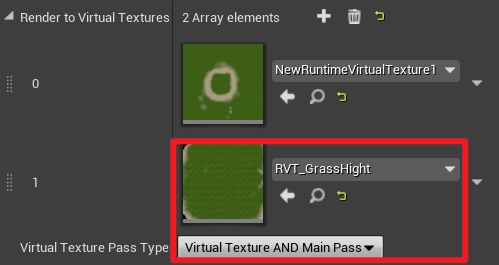 Render to Virtual Textures 2 Array elements
0 NewRuntimeVirtualTexture1
1 RVT_GrassHight
Virtual Texture Pass Type Virtual Texture AND Main Pass